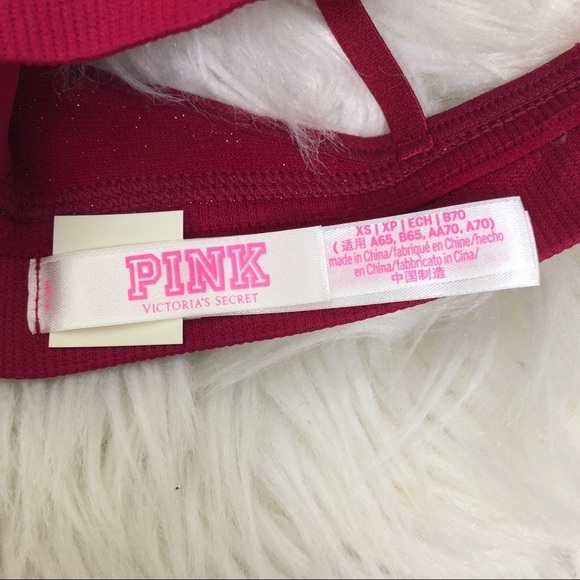 PINK
VICTORIA'S SECRET
XS | XP | ECH | B70
( 适用 A65, B65, AA70, A70)
made in China/fabriqué en Chine/hecho
en China/fabbricato in Cina/
中国制造